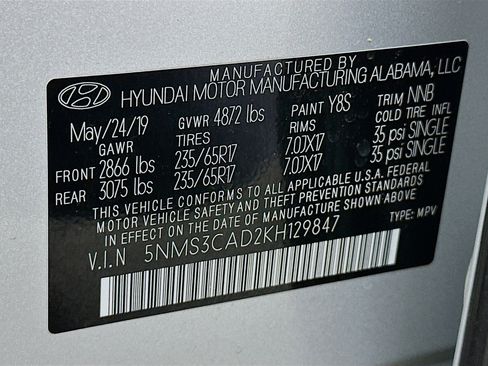 MANUFACTURED BY
HYUNDAI MOTOR MANUFACTURING ALABAMA, LLC
May/24/19 GVWR 4872 lbs PAINT Y8S TRIM NNB
GAWR TIRES RIMS COLD TIRE INFL
FRONT 2866 lbs 235/65R17 7.0JX17 35 psi SINGLE
REAR 3075 lbs 235/65R17 7.0JX17 35 psi SINGLE
THIS VEHICLE CONFORMS TO ALL APPLICABLE U.S.A. FEDERAL
MOTOR VEHICLE SAFETY AND THEFT PREVENTION STANDARDS
IN EFFECT ON THE DATE OF MANUFACTURE SHOWN ABOVE.
V.I.N 5NMS3CAD2KH129847 TYPE: MPV